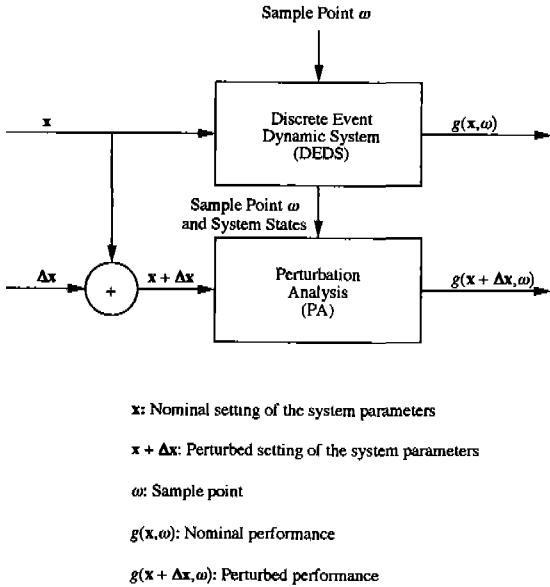 Sample Point ω
x
Discrete Event
Dynamic System
(DEDS)
g(x,ω)
Sample Point ω
and System States
Δx
+
x + Δx
Perturbation
Analysis
(PA)
g(x + Δx,ω)
x: Nominal setting of the system parameters
x + Δx: Perturbed setting of the system parameters
ω: Sample point
g(x,ω): Nominal performance
g(x + Δx,ω): Perturbed performance